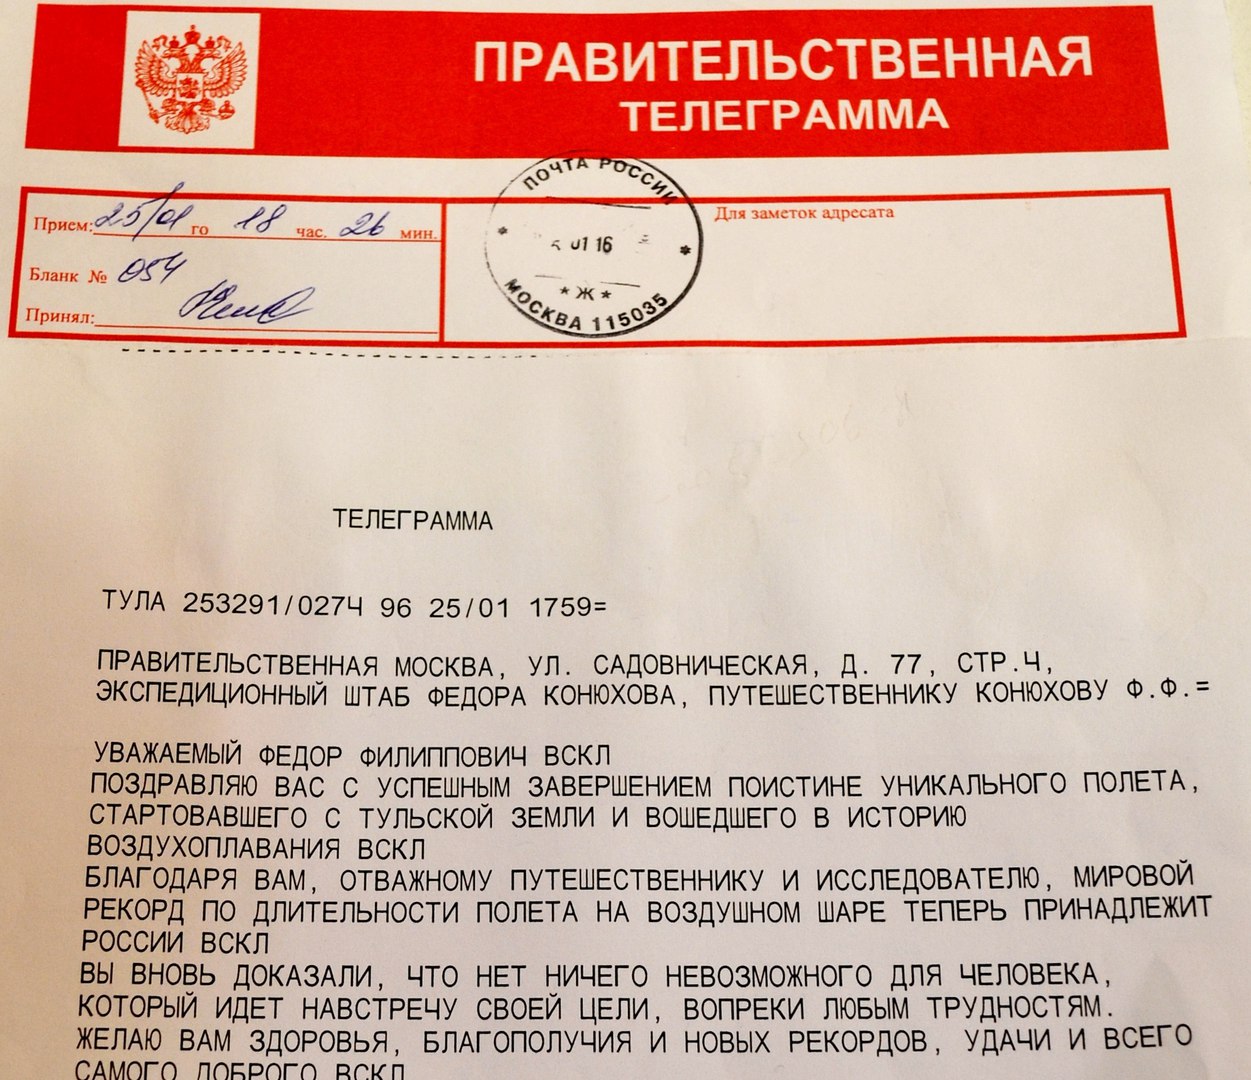 ПРАВИТЕЛЬСТВЕННАЯ
ТЕЛЕГРАММА
Прием: 25/01 го 18 час. 26 мин.
Бланк № 054
Принял:
ПОЧТА РОССИИ
01 16
* Ж *
МОСКВА 115035
Для заметок адресата
ТЕЛЕГРАММА
ТУЛА 253291/027Ч 96 25/01 1759=
ПРАВИТЕЛЬСТВЕННАЯ МОСКВА, УЛ. САДОВНИЧЕСКАЯ, Д. 77, СТР.Ч,
ЭКСПЕДИЦИОННЫЙ ШТАБ ФЕДОРА КОНЮХОВА, ПУТЕШЕСТВЕННИКУ КОНЮХОВУ Ф.Ф.=
УВАЖАЕМЫЙ ФЕДОР ФИЛИППОВИЧ ВСКЛ
ПОЗДРАВЛЯЮ ВАС С УСПЕШНЫМ ЗАВЕРШЕНИЕМ ПОИСТИНЕ УНИКАЛЬНОГО ПОЛЕТА,
СТАРТОВАВШЕГО С ТУЛЬСКОЙ ЗЕМЛИ И ВОШЕДШЕГО В ИСТОРИЮ
ВОЗДУХОПЛАВАНИЯ ВСКЛ
БЛАГОДАРЯ ВАМ, ОТВАЖНОМУ ПУТЕШЕСТВЕННИКУ И ИССЛЕДОВАТЕЛЮ, МИРОВОЙ
РЕКОРД ПО ДЛИТЕЛЬНОСТИ ПОЛЕТА НА ВОЗДУШНОМ ШАРЕ ТЕПЕРЬ ПРИНАДЛЕЖИТ
РОССИИ ВСКЛ
ВЫ ВНОВЬ ДОКАЗАЛИ, ЧТО НЕТ НИЧЕГО НЕВОЗМОЖНОГО ДЛЯ ЧЕЛОВЕКА,
КОТОРЫЙ ИДЕТ НАВСТРЕЧУ СВОЕЙ ЦЕЛИ, ВОПРЕКИ ЛЮБЫМ ТРУДНОСТЯМ.
ЖЕЛАЮ ВАМ ЗДОРОВЬЯ, БЛАГОПОЛУЧИЯ И НОВЫХ РЕКОРДОВ, УДАЧИ И ВСЕГО
САМОГО ДОБРОГО ВСКЛ